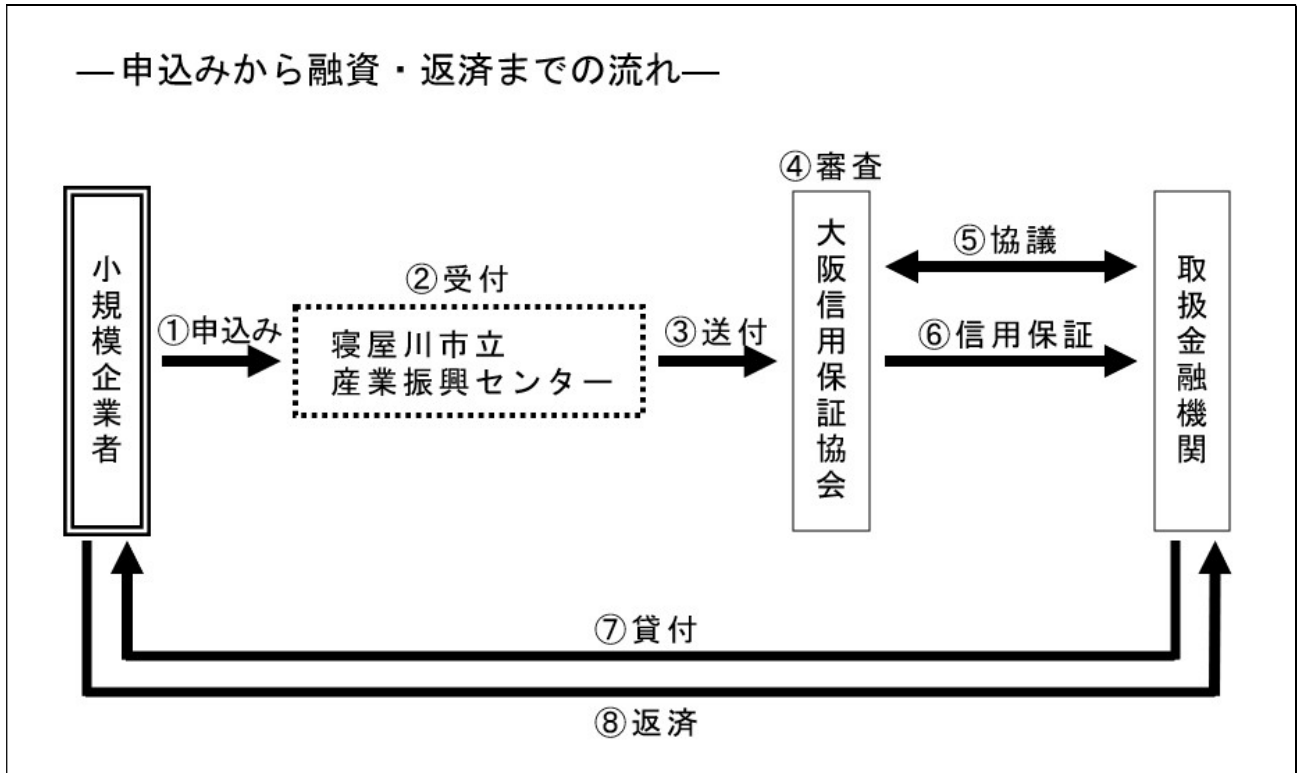 ―申込みから融資・返済までの流れ―
小規模企業者
①申込み
②受付
寝屋川市立
産業振興センター
③送付
④審査
大阪信用保証協会
⑤協議
⑥信用保証
取扱金融機関
⑦貸付
⑧返済